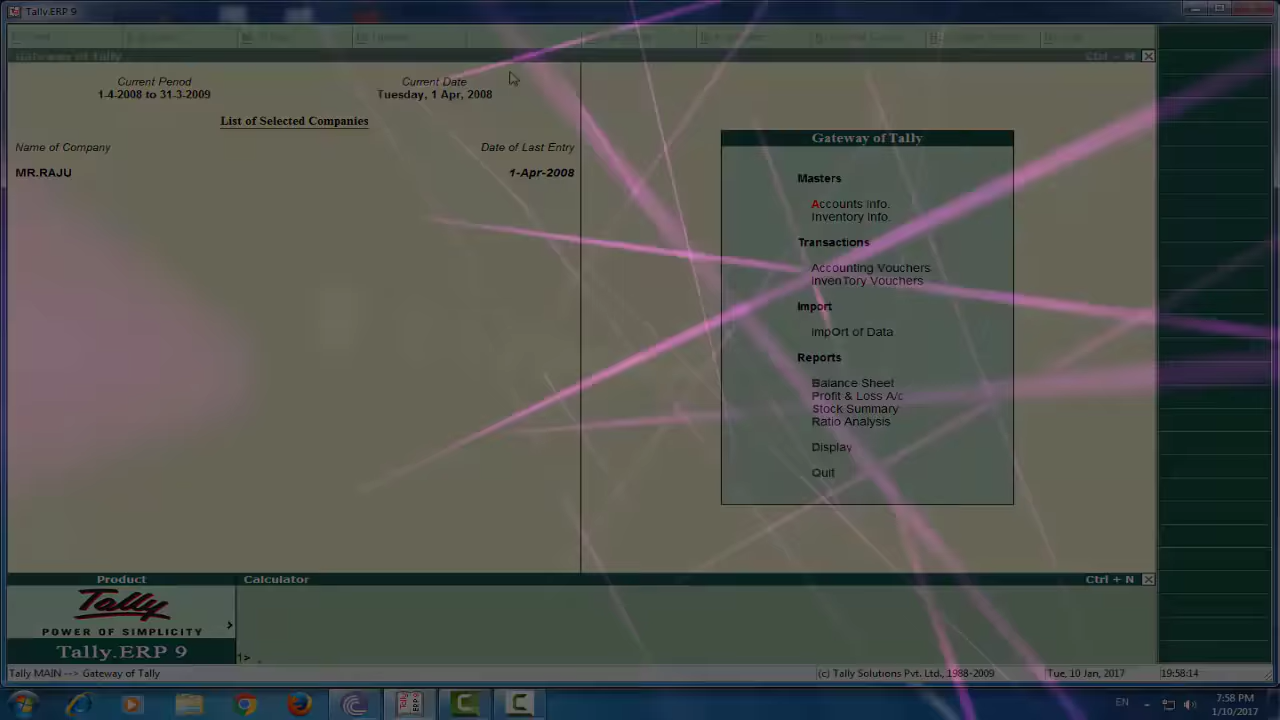 Tally.ERP 9
Gateway of Tally
Ctrl + M
Current Period
1-4-2008 to 31-3-2009
Current Date
Tuesday, 1 Apr, 2008
List of Selected Companies
Name of Company
Date of Last Entry
MR.RAJU
1-Apr-2008
Gateway of Tally
Masters
Accounts Info.
Inventory Info.
Transactions
Accounting Vouchers
InvenTory Vouchers
Import
ImpOrt of Data
Reports
Balance Sheet
Profit & Loss A/c
Stock Summary
Ratio Analysis
Display
Quit
Product
Calculator
Ctrl + N
Tally
POWER OF SIMPLICITY
Tally.ERP 9
1>
Tally MAIN --> Gateway of Tally
(c) Tally Solutions Pvt. Ltd., 1988-2009
Tue, 10 Jan, 2017
19:58:14
EN
7:58 PM
1/10/2017